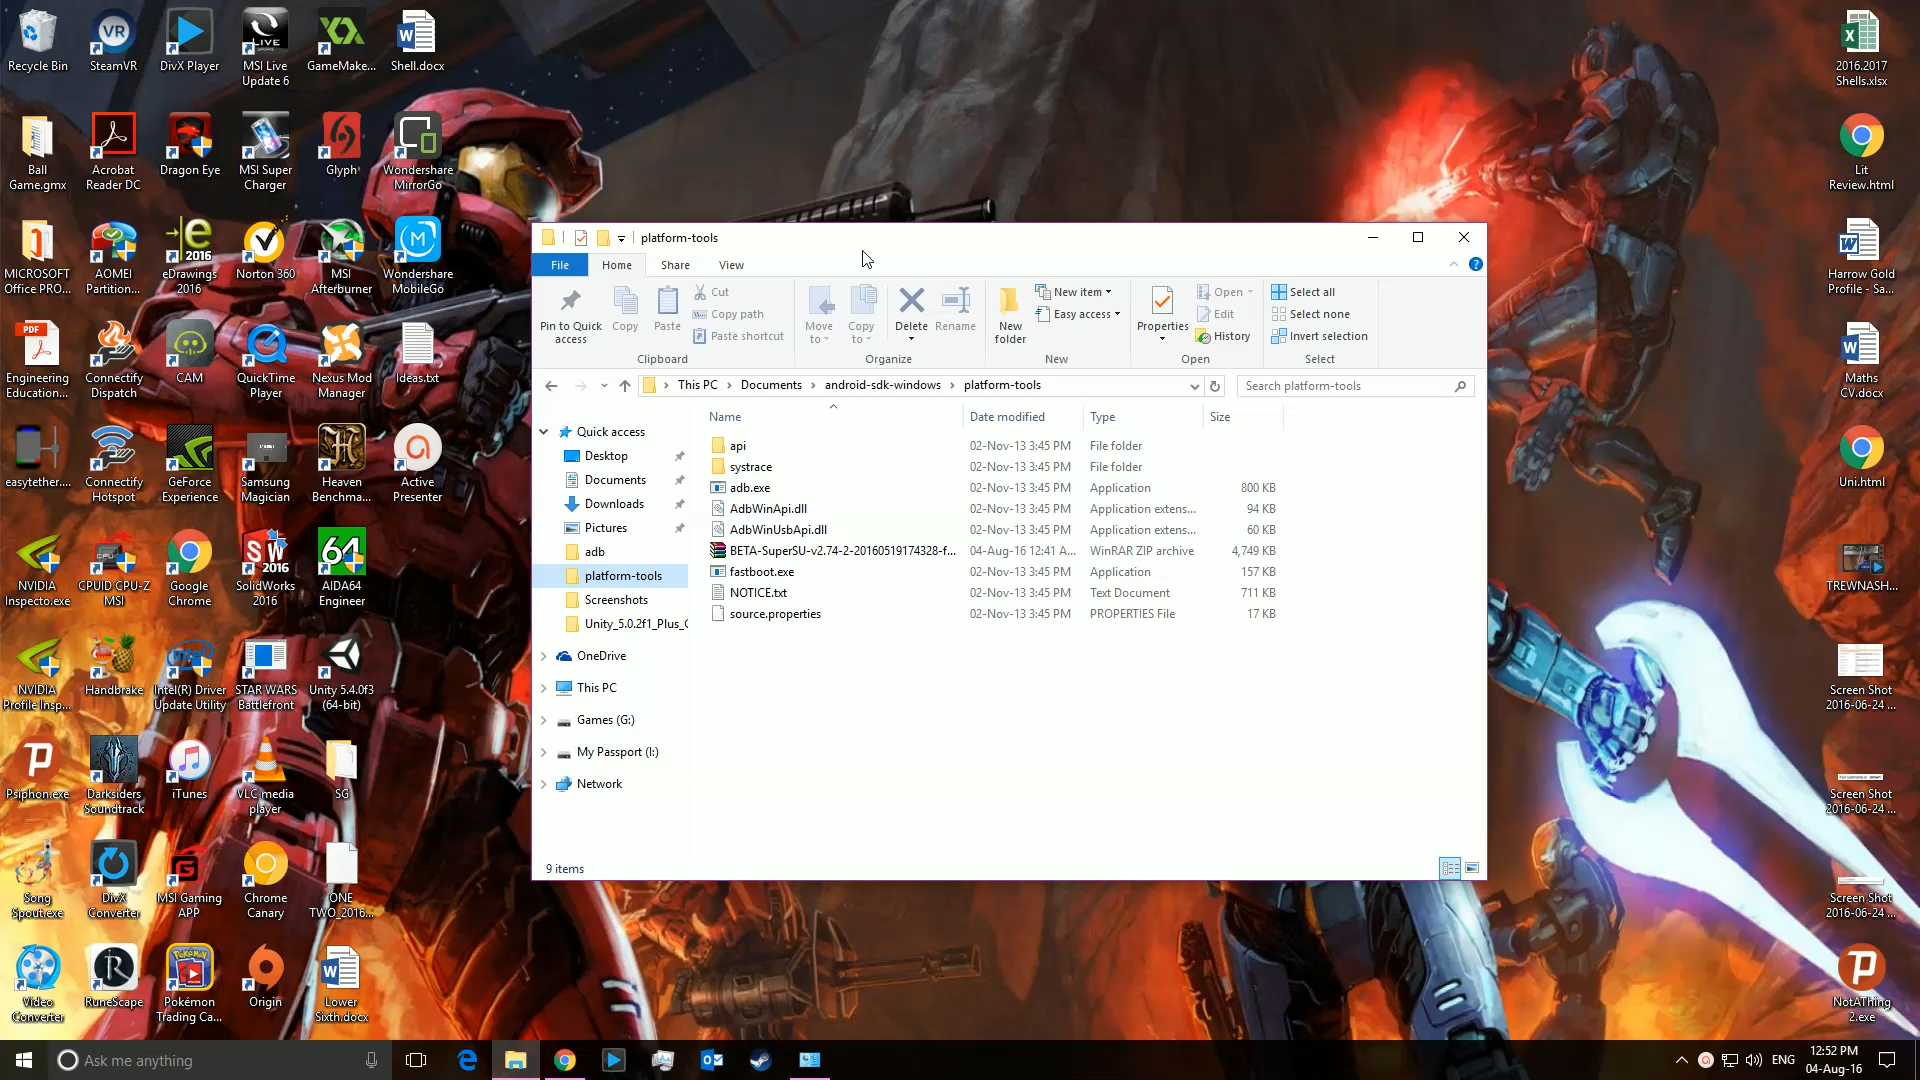 Recycle Bin
SteamVR
DivX Player
MSI Live
Update 6
GameMake...
Shell.docx
Ball
Game.gmx
Acrobat
Reader DC
Dragon Eye
MSI Super
Charger
Glyph
Wondershare
MirrorGo
MICROSOFT
Office PRO...
AOMEI
Partition...
eDrawings
2016
Norton 360
MSI
Afterburner
Wondershare
MobileGo
Engineering
Education...
Connectify
Dispatch
CAM
QuickTime
Player
Nexus Mod
Manager
Ideas.txt
easytether....
Connectify
Hotspot
GeForce
Experience
Samsung
Magician
Heaven
Benchma...
Active
Presenter
NVIDIA
Inspecto.exe
CPUID CPU-Z
MSI
Google
Chrome
SolidWorks
2016
AIDA64
Engineer
NVIDIA
Profile Insp...
Handbrake
Intel(R) Driver
Update Utility
STAR WARS
Battlefront
Unity 5.4.0f3
(64-bit)
Psiphon.exe
Darksiders
Soundtrack
iTunes
VLC media
player
SG
Song
Spout.exe
DivX
Converter
MSI Gaming
APP
Chrome
Canary
ONE
TWO_2016...
Video
Converter
RuneScape
Pokémon
Trading Ca...
Origin
Lower
Sixth.docx
platform-tools
File
Home
Share
View
Pin to Quick
access
Copy
Paste
Cut
Copy path
Paste shortcut
Clipboard
Move
to
Copy
to
Delete
Rename
Organize
New
folder
New item
Easy access
New
Properties
Open
Edit
History
Open
Select all
Select none
Invert selection
Select
This PC
Documents
android-sdk-windows
platform-tools
Search platform-tools
Name
Date modified
Type
Size
Quick access
Desktop
Documents
Downloads
Pictures
adb
platform-tools
Screenshots
Unity_5.0.2f1_Plus_C
OneDrive
This PC
Games (G:)
My Passport (I:)
Network
api 02-Nov-13 3:45 PM File folder
systrace 02-Nov-13 3:45 PM File folder
adb.exe 02-Nov-13 3:45 PM Application 800 KB
AdbWinApi.dll 02-Nov-13 3:45 PM Application extens... 94 KB
AdbWinUsbApi.dll 02-Nov-13 3:45 PM Application extens... 60 KB
BETA-SuperSU-v2.74-2-20160519174328-f... 04-Aug-16 12:41 A... WinRAR ZIP archive 4,749 KB
fastboot.exe 02-Nov-13 3:45 PM Application 157 KB
NOTICE.txt 02-Nov-13 3:45 PM Text Document 711 KB
source.properties 02-Nov-13 3:45 PM PROPERTIES File 17 KB
9 items
2016.2017
Shells.xlsx
Lit
Review.html
Harrow Gold
Profile - Sa...
Maths
CV.docx
Uni.html
TREWNASH...
Screen Shot
2016-06-24 ...
Screen Shot
2016-06-24 ...
Screen Shot
2016-06-24 ...
NotAThing
2.exe
Ask me anything
ENG
12:52 PM
04-Aug-16